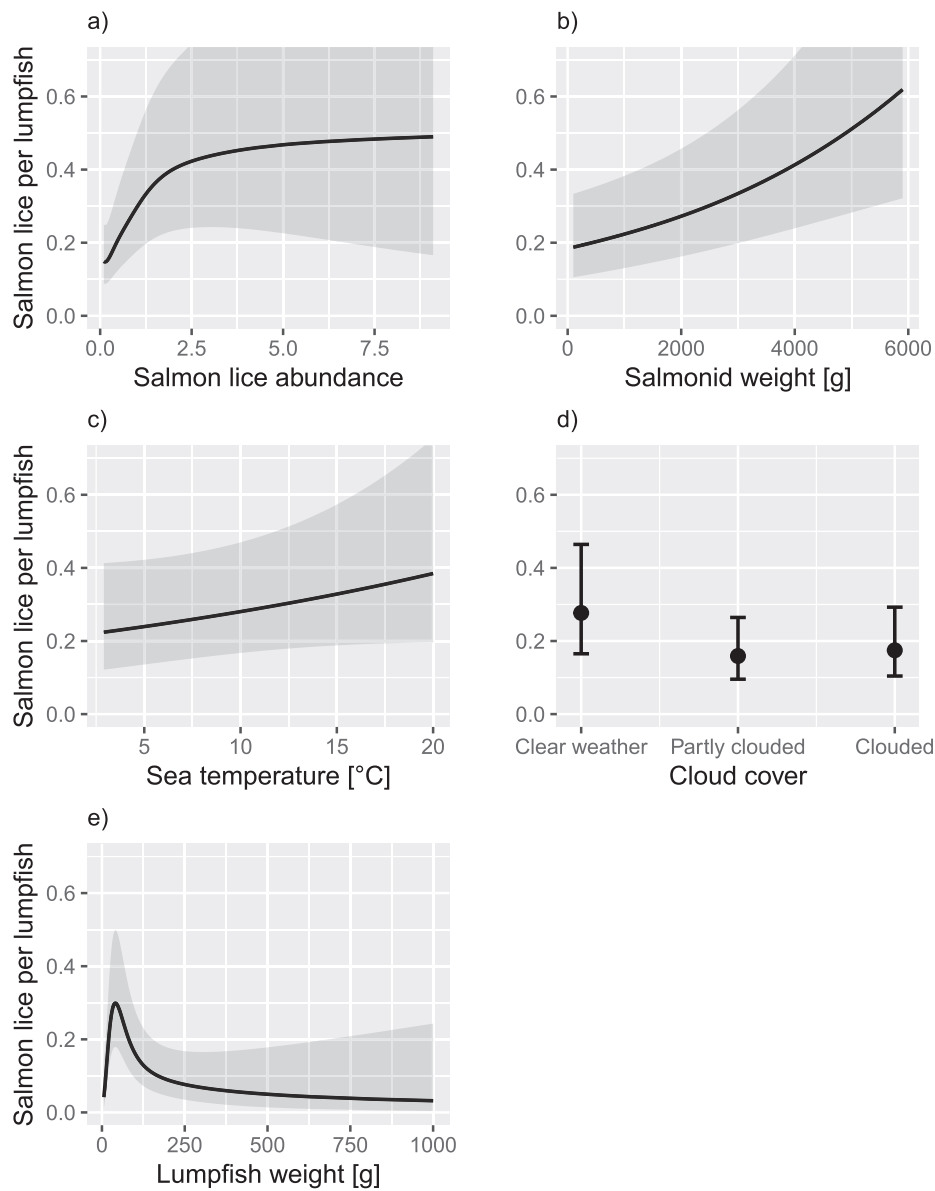 a)
Salmon lice per lumpfish
0.6
0.4
0.2
0.0
0.0 2.5 5.0 7.5
Salmon lice abundance
b)
0.6
0.4
0.2
0.0
0 2000 4000 6000
Salmonid weight [g]
c)
Salmon lice per lumpfish
0.6
0.4
0.2
0.0
5 10 15 20
Sea temperature [°C]
d)
0.6
0.4
0.2
0.0
Clear weather Partly clouded Clouded
Cloud cover
e)
Salmon lice per lumpfish
0.6
0.4
0.2
0.0
0 250 500 750 1000
Lumpfish weight [g]